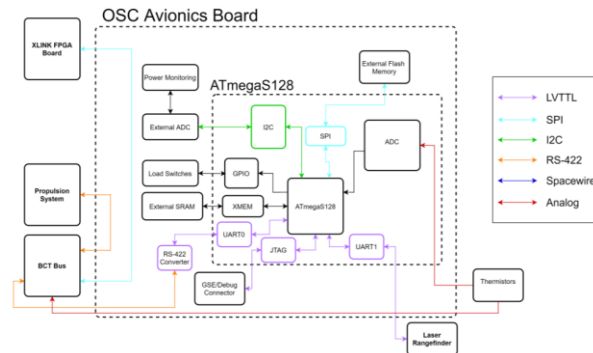 OSC Avionics Board
XLINK FPGA
Board
Power Monitoring
External Flash
Memory
ATmegaS128
External ADC
I2C
SPI
ADC
Load Switches
GPIO
External SRAM
XMEM
ATmegaS128
Propulsion
System
UART0
BCT Bus
RS-422
Converter
JTAG
UART1
GSE/Debug
Connector
Thermistors
Laser
Rangefinder
LVTTL
SPI
I2C
RS-422
Spacewire
Analog